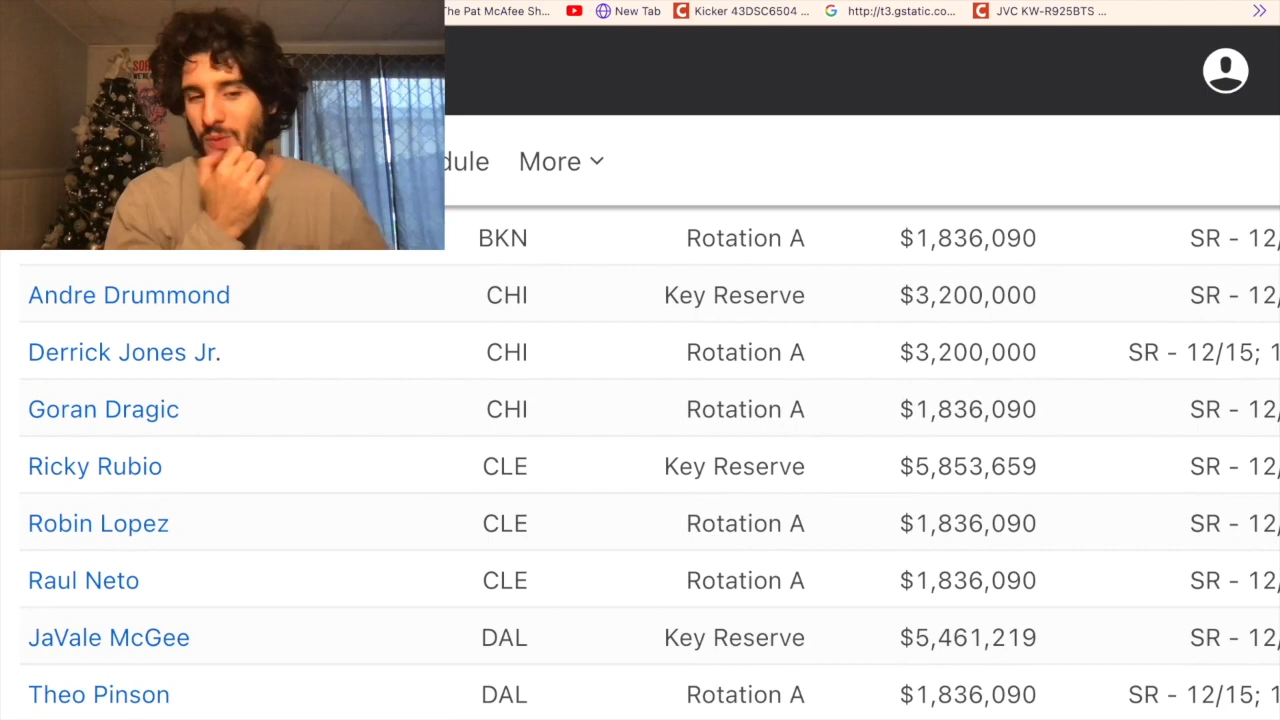 The Pat McAfee Sh... New Tab Kicker 43DSC6504 ... http://t3.gstatic.co... JVC KW-R925BTS ...
SOR
WE'RE
dule More
BKN Rotation A $1,836,090 SR - 12/
Andre Drummond CHI Key Reserve $3,200,000 SR - 12/
Derrick Jones Jr. CHI Rotation A $3,200,000 SR - 12/15; 1
Goran Dragic CHI Rotation A $1,836,090 SR - 12/
Ricky Rubio CLE Key Reserve $5,853,659 SR - 12/
Robin Lopez CLE Rotation A $1,836,090 SR - 12/
Raul Neto CLE Rotation A $1,836,090 SR - 12/
JaVale McGee DAL Key Reserve $5,461,219 SR - 12/
Theo Pinson DAL Rotation A $1,836,090 SR - 12/15; 1